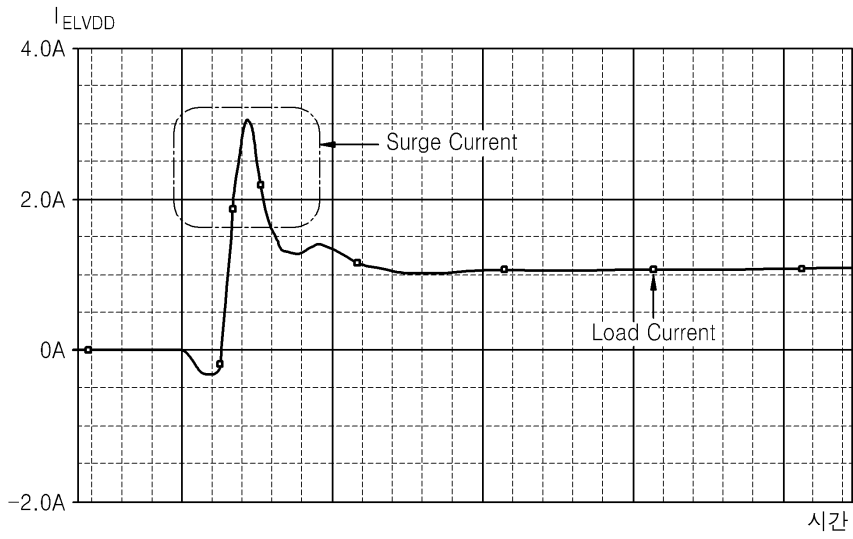 I_ELVDD
4.0A
Surge Current
2.0A
Load Current
0A
-2.0A
시간